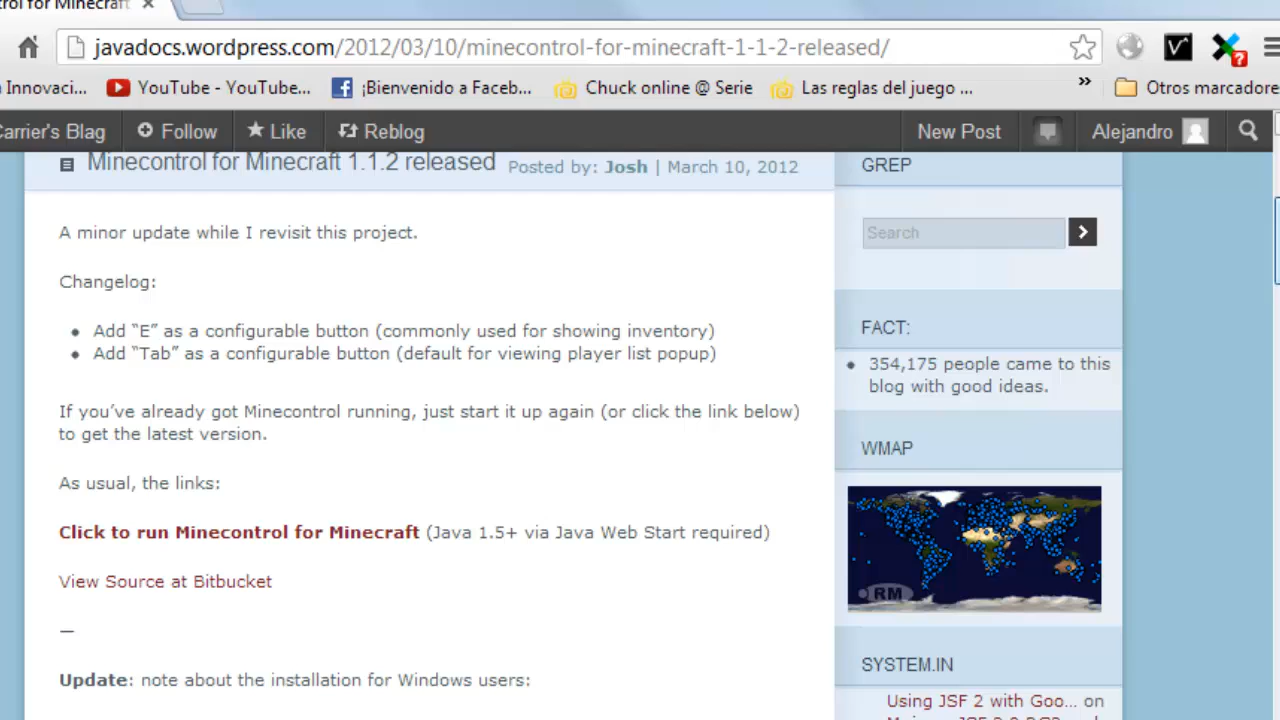 ol for Minecraft
javadocs.wordpress.com/2012/03/10/minecontrol-for-minecraft-1-1-2-released/
Innovaci... YouTube - YouTube... ¡Bienvenido a Faceb... Chuck online @ Serie Las reglas del juego ... » Otros marcadore
Carrier's Blog Follow Like Reblog New Post Alejandro
Minecontrol for Minecraft 1.1.2 released Posted by: Josh | March 10, 2012
A minor update while I revisit this project.
Changelog:
Add “E” as a configurable button (commonly used for showing inventory)
Add “Tab” as a configurable button (default for viewing player list popup)
If you’ve already got Minecontrol running, just start it up again (or click the link below)
to get the latest version.
As usual, the links:
Click to run Minecontrol for Minecraft (Java 1.5+ via Java Web Start required)
View Source at Bitbucket
—
Update: note about the installation for Windows users:
GREP
Search
FACT:
354,175 people came to this
blog with good ideas.
WMAP
RM
SYSTEM.IN
Using JSF 2 with Goo... on